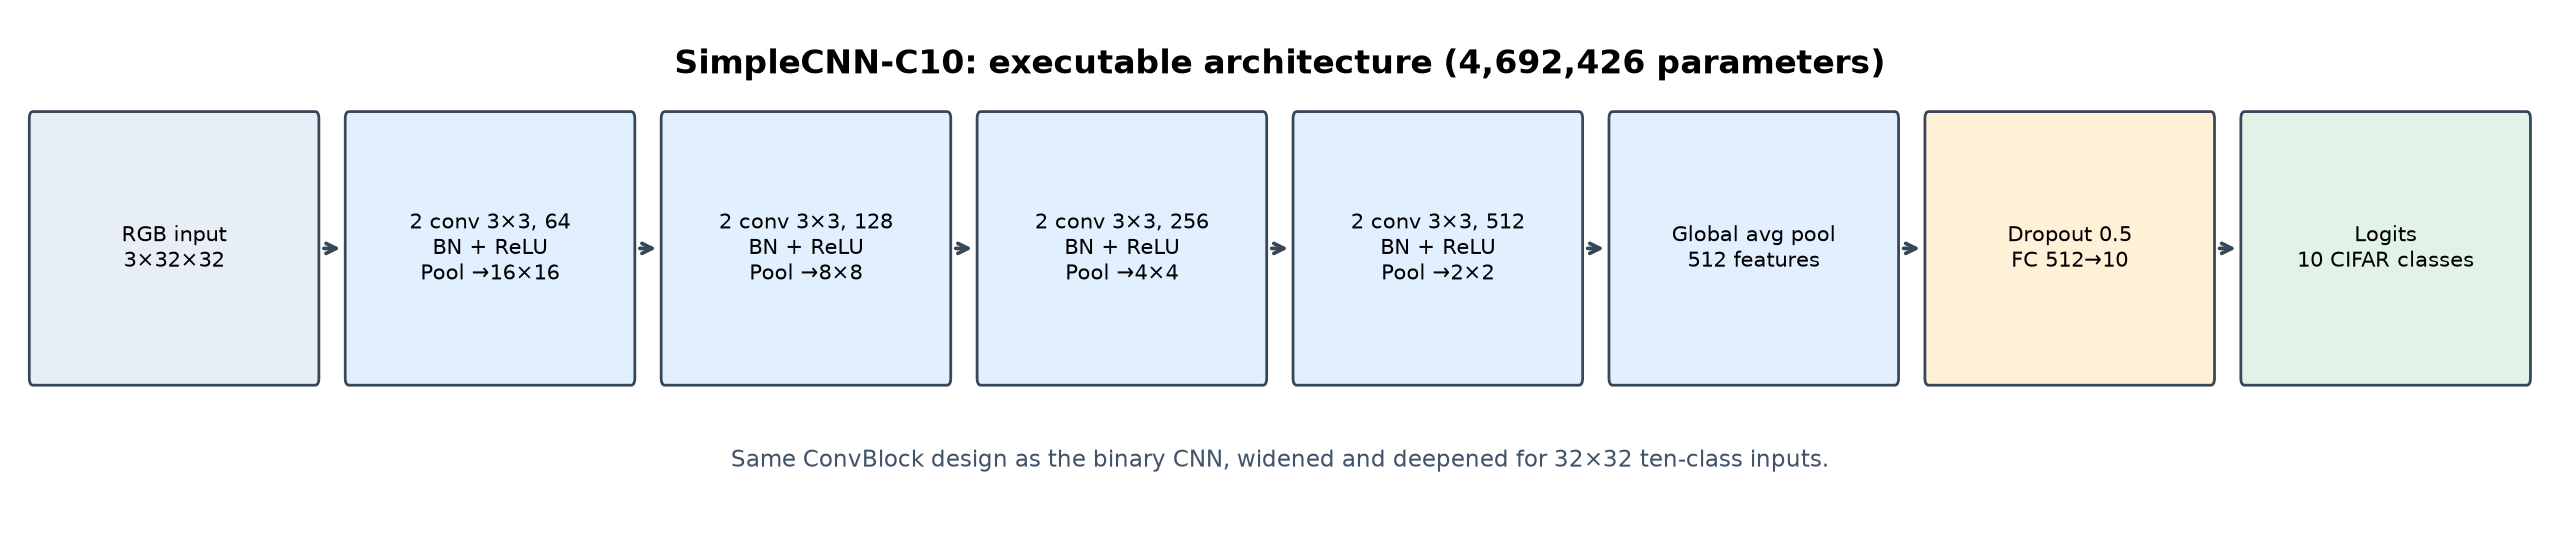 SimpleCNN-C10: executable architecture (4,692,426 parameters)
RGB input
3×32×32
2 conv 3×3, 64
BN + ReLU
Pool →16×16
2 conv 3×3, 128
BN + ReLU
Pool →8×8
2 conv 3×3, 256
BN + ReLU
Pool →4×4
2 conv 3×3, 512
BN + ReLU
Pool →2×2
Global avg pool
512 features
Dropout 0.5
FC 512→10
Logits
10 CIFAR classes
Same ConvBlock design as the binary CNN, widened and deepened for 32×32 ten-class inputs.